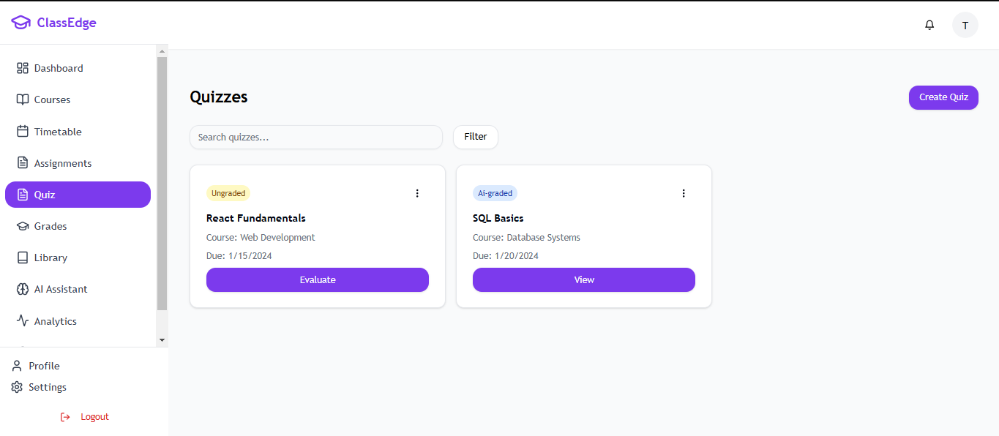 ClassEdge
T
Dashboard
Courses
Timetable
Assignments
Quiz
Grades
Library
AI Assistant
Analytics
Profile
Settings
Logout
Quizzes
Create Quiz
Search quizzes...
Filter
Ungraded
React Fundamentals
Course: Web Development
Due: 1/15/2024
Evaluate
Ai-graded
SQL Basics
Course: Database Systems
Due: 1/20/2024
View